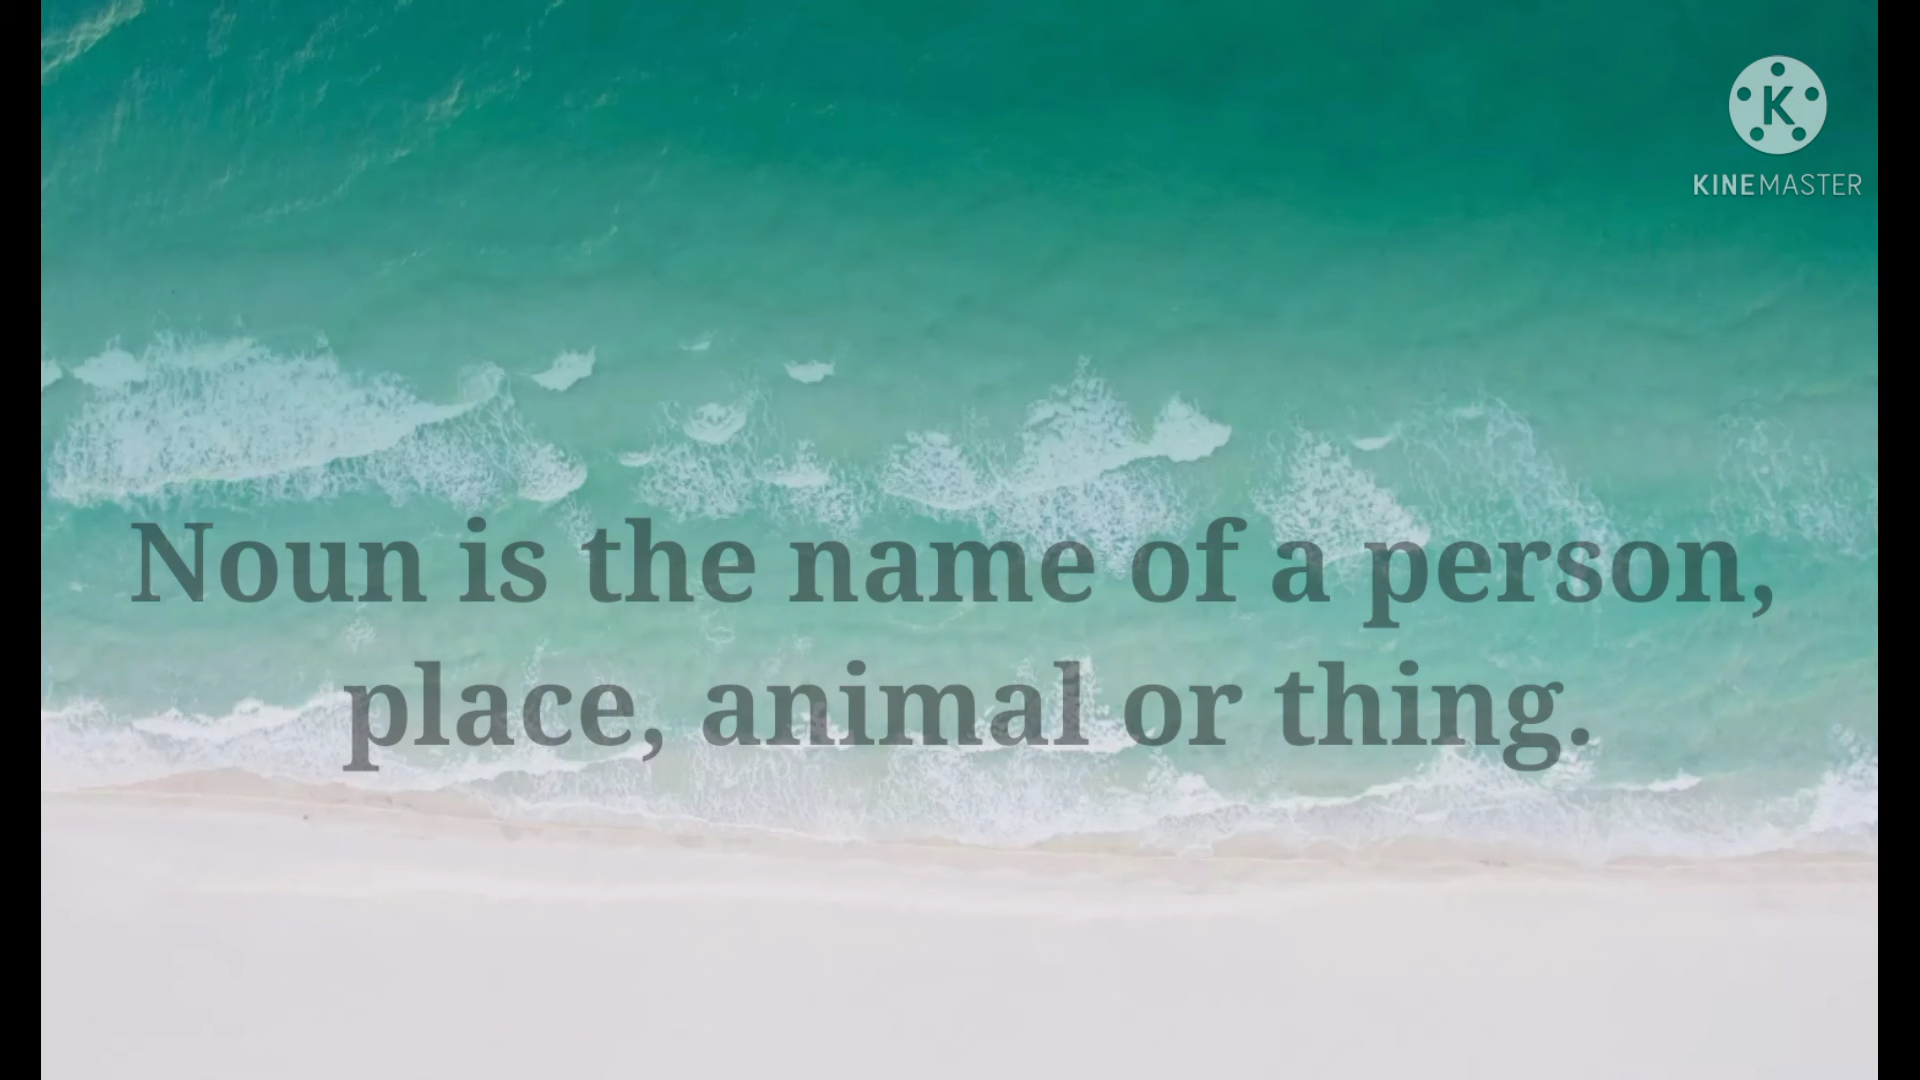 K
KINEMASTER
Noun is the name of a person,
place, animal or thing.